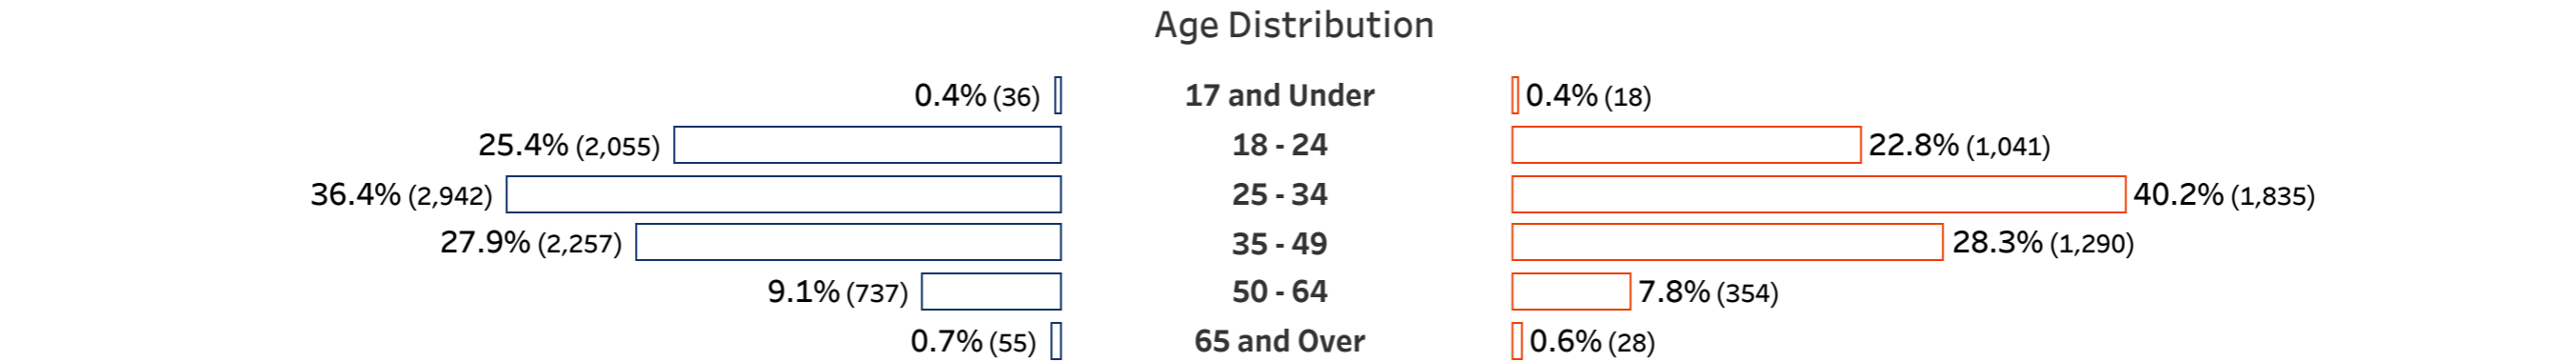 Age Distribution
0.4% (36) 17 and Under 0.4% (18)
25.4% (2,055) 18 - 24 22.8% (1,041)
36.4% (2,942) 25 - 34 40.2% (1,835)
27.9% (2,257) 35 - 49 28.3% (1,290)
9.1% (737) 50 - 64 7.8% (354)
0.7% (55) 65 and Over 0.6% (28)